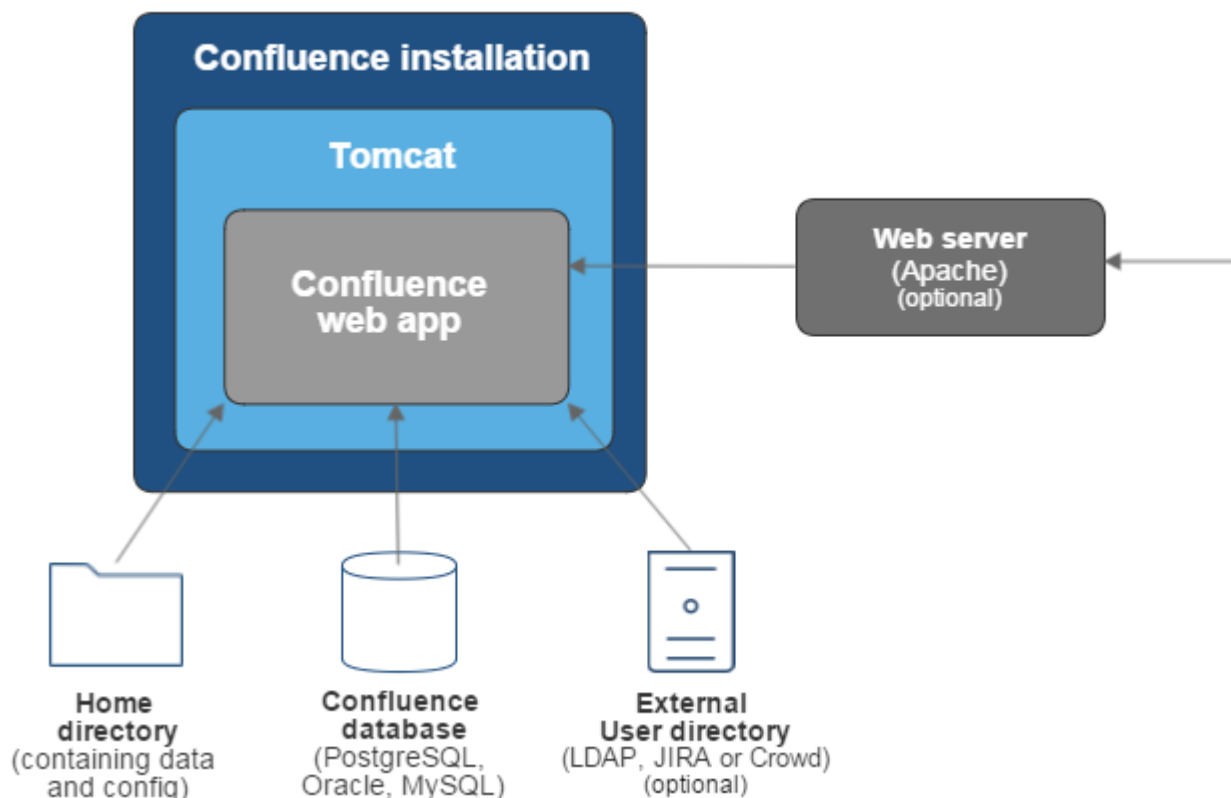 Confluence installation
Tomcat
Confluence
web app
Web server
(Apache)
(optional)
Home
directory
(containing data
and config)
Confluence
database
(PostgreSQL,
Oracle, MySQL)
External
User directory
(LDAP, JIRA or Crowd)
(optional)